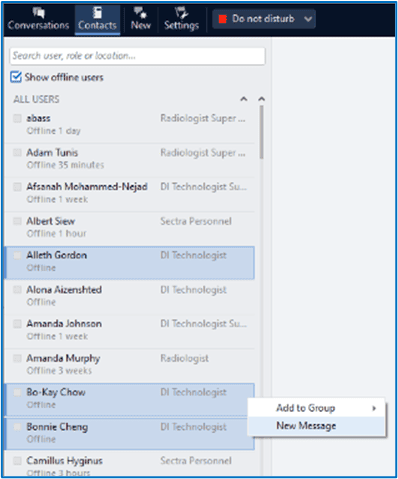 Conversations Contacts New Settings Do not disturb
Search user, role or location...
Show offline users
ALL USERS
abass Radiologist Super ...
Offline 1 day
Adam Tunis Radiologist Super ...
Offline 35 minutes
Afsanah Mohammed-Nejad DI Technologist Su...
Offline 1 week
Albert Siew Sectra Personnel
Offline 1 hour
Alleth Gordon DI Technologist
Offline
Alona Aizenshted DI Technologist
Offline
Amanda Johnson DI Technologist Su...
Offline 1 week
Amanda Murphy Radiologist
Offline 3 weeks
Bo-Kay Chow DI Technologist
Offline
Add to Group
New Message
Bonnie Cheng DI Technologist
Offline
Camillus Hyginus Sectra Personnel
Offline 3 hours